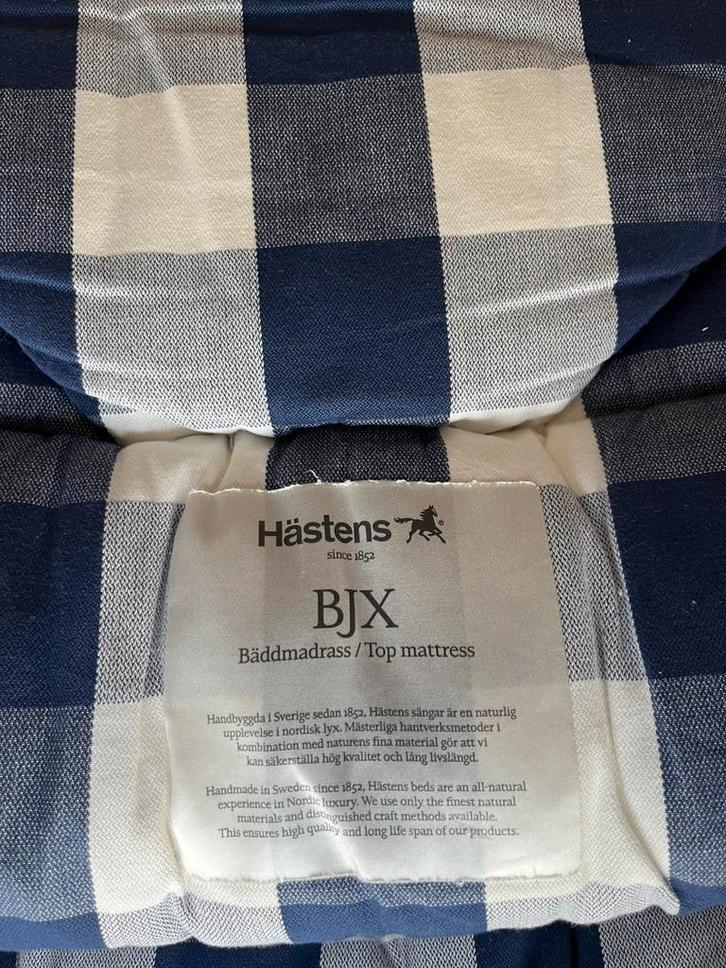 Hästens ®
since 1852
BJX
Bäddmadrass / Top mattress
Handbyggda i Sverige sedan 1852, Hästens sängar är en naturlig
upplevelse i nordisk lyx. Mästerliga hantverksmetoder i
kombination med naturens fina material gör att vi
kan säkerställa hög kvalitet och lång livslängd.
Handmade in Sweden since 1852, Hästens beds are an all-natural
experience in Nordic luxury. We use only the finest natural
materials and distinguished craft methods available.
This ensures high quality and long life span of our products.